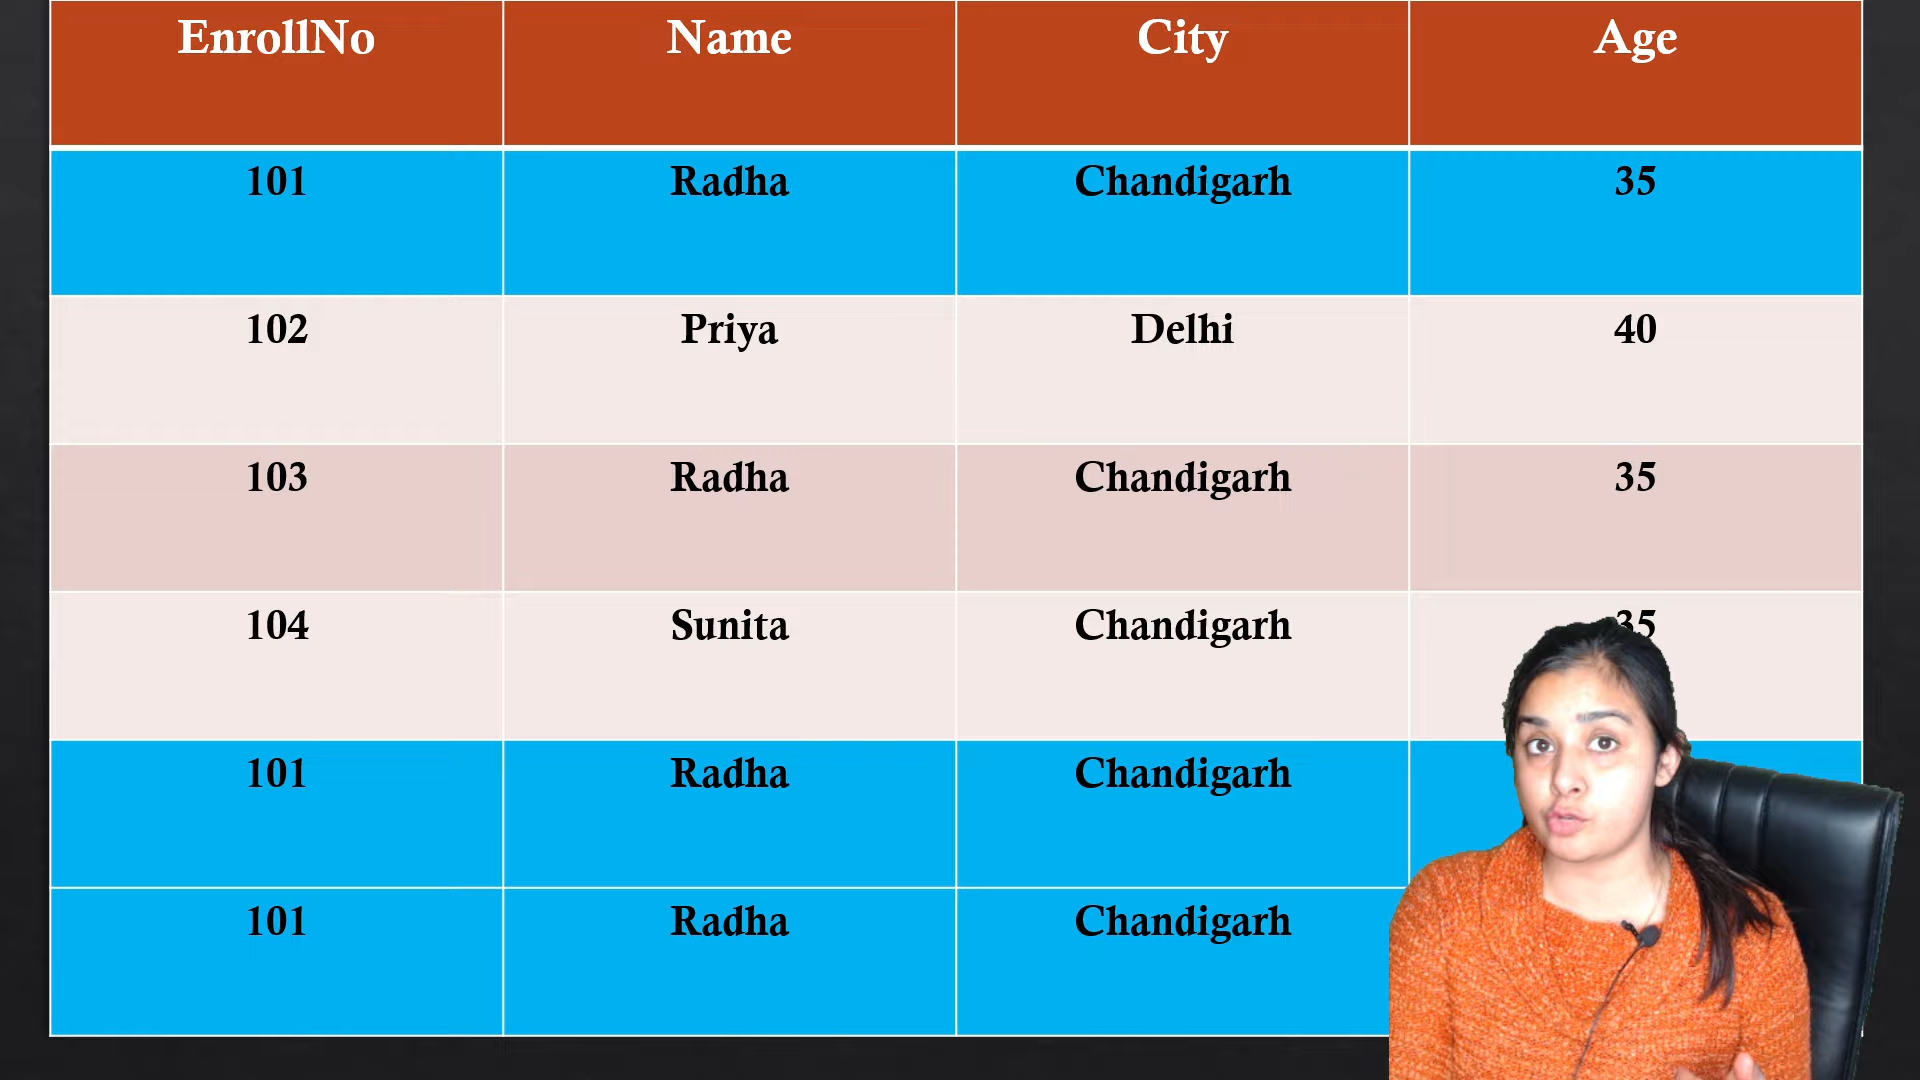 EnrollNo Name City Age
101 Radha Chandigarh 35
102 Priya Delhi 40
103 Radha Chandigarh 35
104 Sunita Chandigarh 35
101 Radha Chandigarh
101 Radha Chandigarh